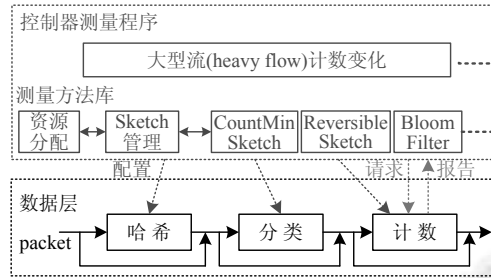 控制器测量程序
大型流(heavy flow)计数变化
测量方法库
资源 Sketch CountMin Reversible Bloom
分配 管理 Sketch Sketch Filter
配置 请求 报告
数据层
packet 哈 希 分 类 计 数